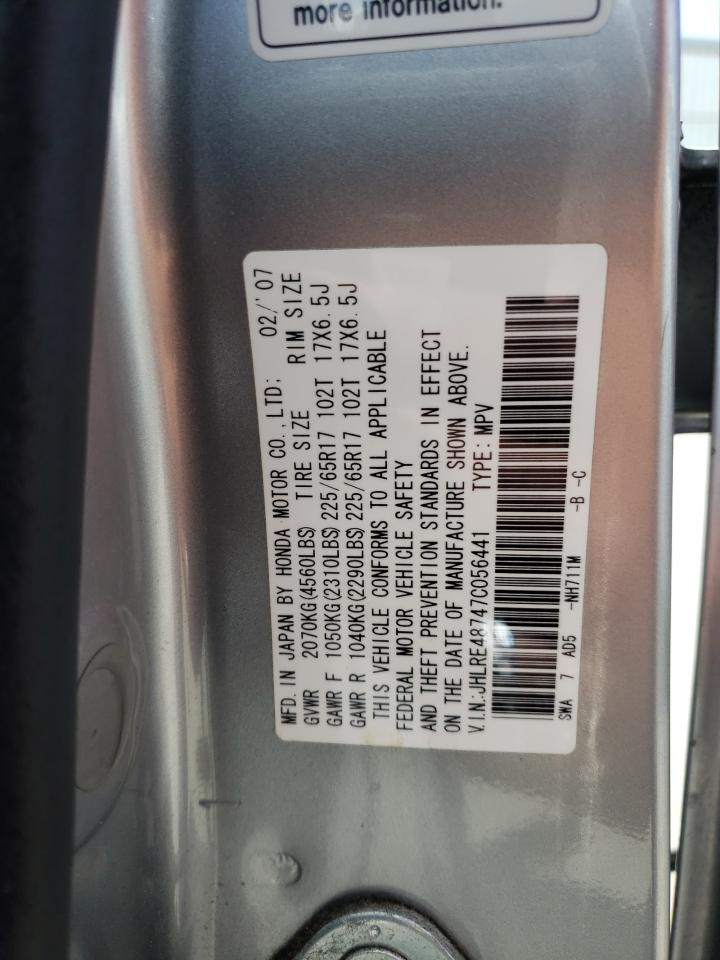 more information.
MFD. IN JAPAN BY HONDA MOTOR CO.,LTD; 02/'07
GVWR 2070KG(4560LBS) TIRE SIZE RIM SIZE
GAWR F 1050KG(2310LBS) 225/65R17 102T 17X6.5J
GAWR R 1040KG(2290LBS) 225/65R17 102T 17X6.5J
THIS VEHICLE CONFORMS TO ALL APPLICABLE
FEDERAL MOTOR VEHICLE SAFETY
AND THEFT PREVENTION STANDARDS IN EFFECT
ON THE DATE OF MANUFACTURE SHOWN ABOVE.
V.I.N.:JHLRE48747C056441 TYPE: MPV
SWA 7 AD5 -NH711M -B -C